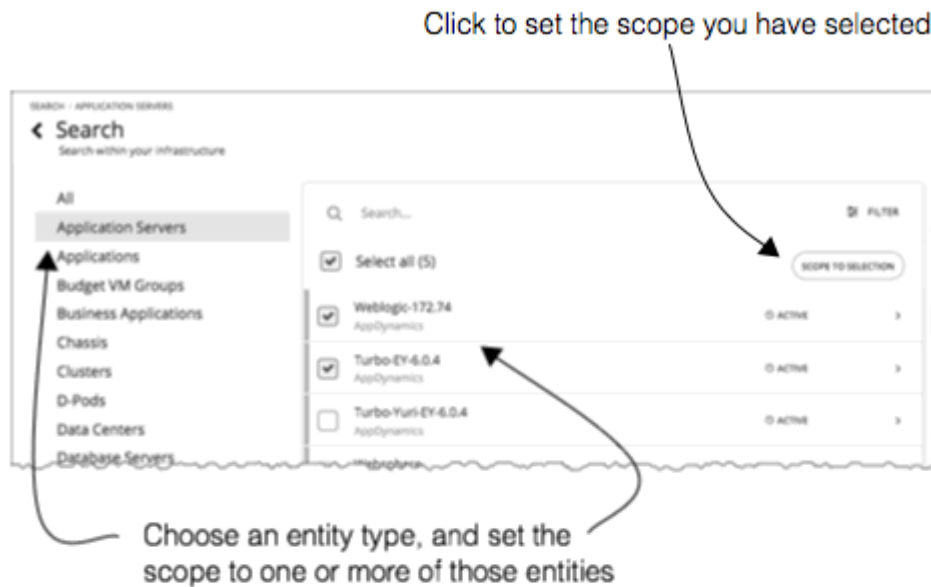 Click to set the scope you have selected
SEARCH / APPLICATION SERVERS
Search
Search within your infrastructure
All
Application Servers
Applications
Budget VM Groups
Business Applications
Chassis
Clusters
D-Pods
Data Centers
Database Servers
Search...
FILTER
Select all (5)
SCOPE TO SELECTION
Weblogic-172.74
AppDynamics
ACTIVE
Turbo-EY-6.0.4
AppDynamics
ACTIVE
Turbo-Yuri-EY-6.0.4
AppDynamics
ACTIVE
Choose an entity type, and set the
scope to one or more of those entities